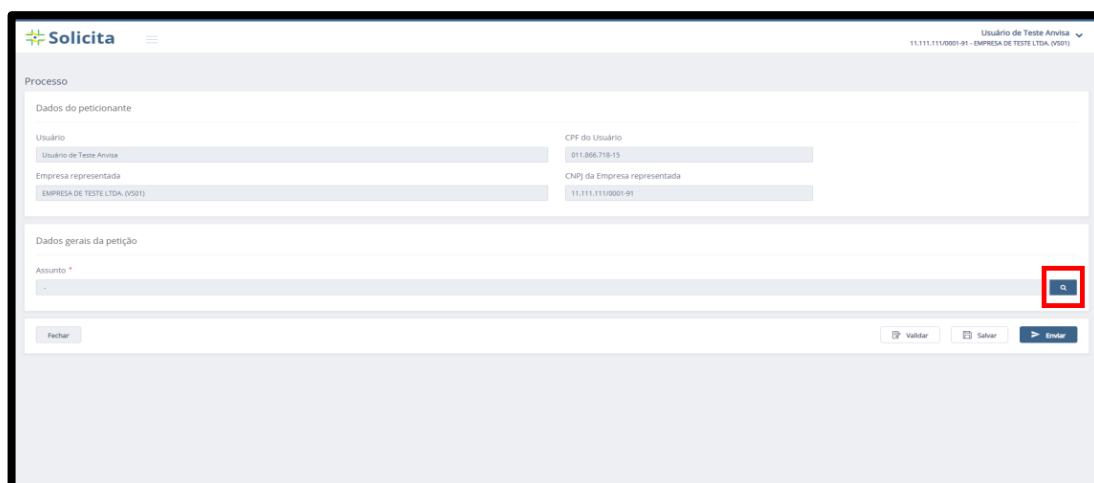 Solicita
Usuário de Teste Anvisa
11.111.111/0001-91 - EMPRESA DE TESTE LTDA. (VS01)
Processo
Dados do peticionante
Usuário
CPF do Usuário
Usuário de Teste Anvisa
011.866.718-15
Empresa representada
CNPJ da Empresa representada
EMPRESA DE TESTE LTDA. (VS01)
11.111.111/0001-91
Dados gerais da petição
Assunto *
-
Fechar
Validar
Salvar
Enviar